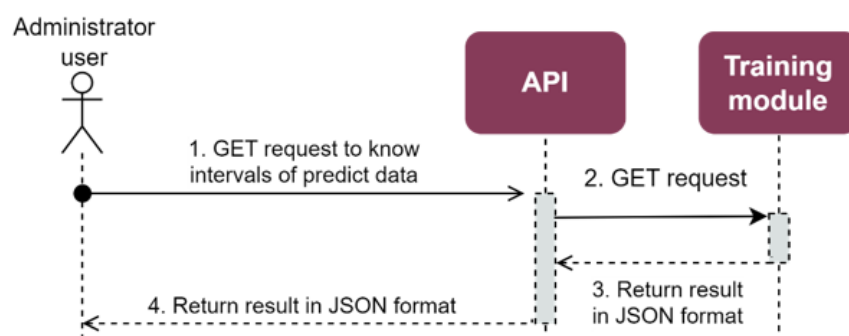 Administrator
user
API
Training
module
1. GET request to know
intervals of predict data
2. GET request
3. Return result
in JSON format
4. Return result in JSON format